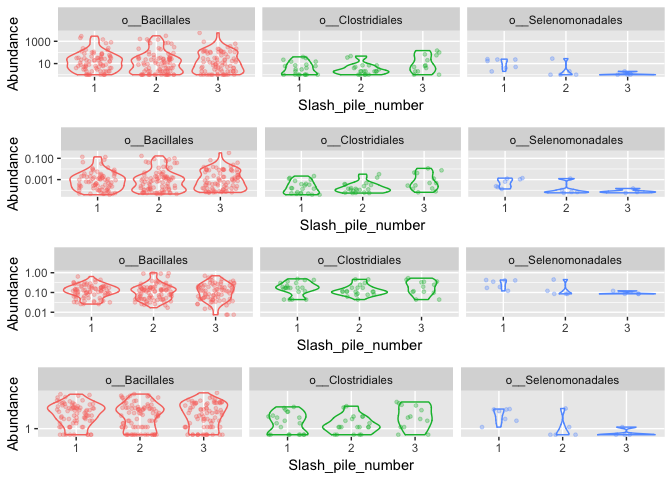 o__Bacillales o__Clostridiales o__Selenomonadales
Abundance
1000
10
1 2 3 1 2 3 1 2 3
Slash_pile_number
o__Bacillales o__Clostridiales o__Selenomonadales
Abundance
0.100
0.001
1 2 3 1 2 3 1 2 3
Slash_pile_number
o__Bacillales o__Clostridiales o__Selenomonadales
Abundance
1.00
0.10
0.01
1 2 3 1 2 3 1 2 3
Slash_pile_number
o__Bacillales o__Clostridiales o__Selenomonadales
Abundance
1
1 2 3 1 2 3 1 2 3
Slash_pile_number